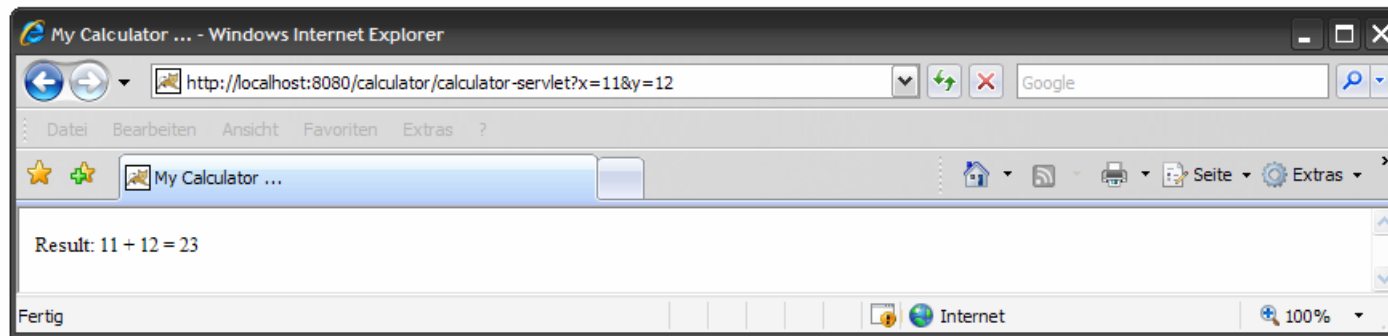 My Calculator ... - Windows Internet Explorer
http://localhost:8080/calculator/calculator-servlet?x=11&y=12 Google
Datei Bearbeiten Ansicht Favoriten Extras ?
My Calculator ... Seite Extras »
Result: 11 + 12 = 23
Fertig Internet 100%